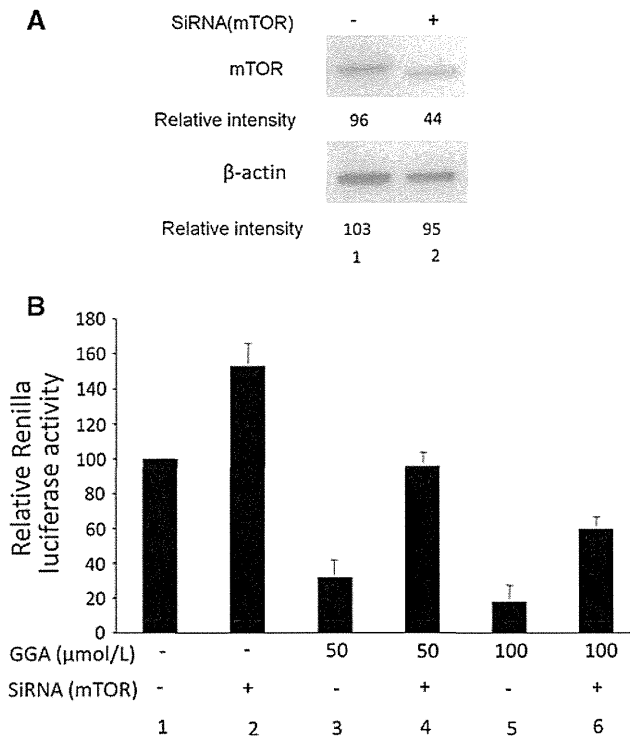 A
SiRNA(mTOR) - +
mTOR
Relative intensity 96 44
β-actin
Relative intensity 103 95
1 2
B
Relative Renilla
luciferase activity
180
160
140
120
100
80
60
40
20
0
GGA (μmol/L) - - 50 50 100 100
SiRNA (mTOR) - + - + - +
1 2 3 4 5 6